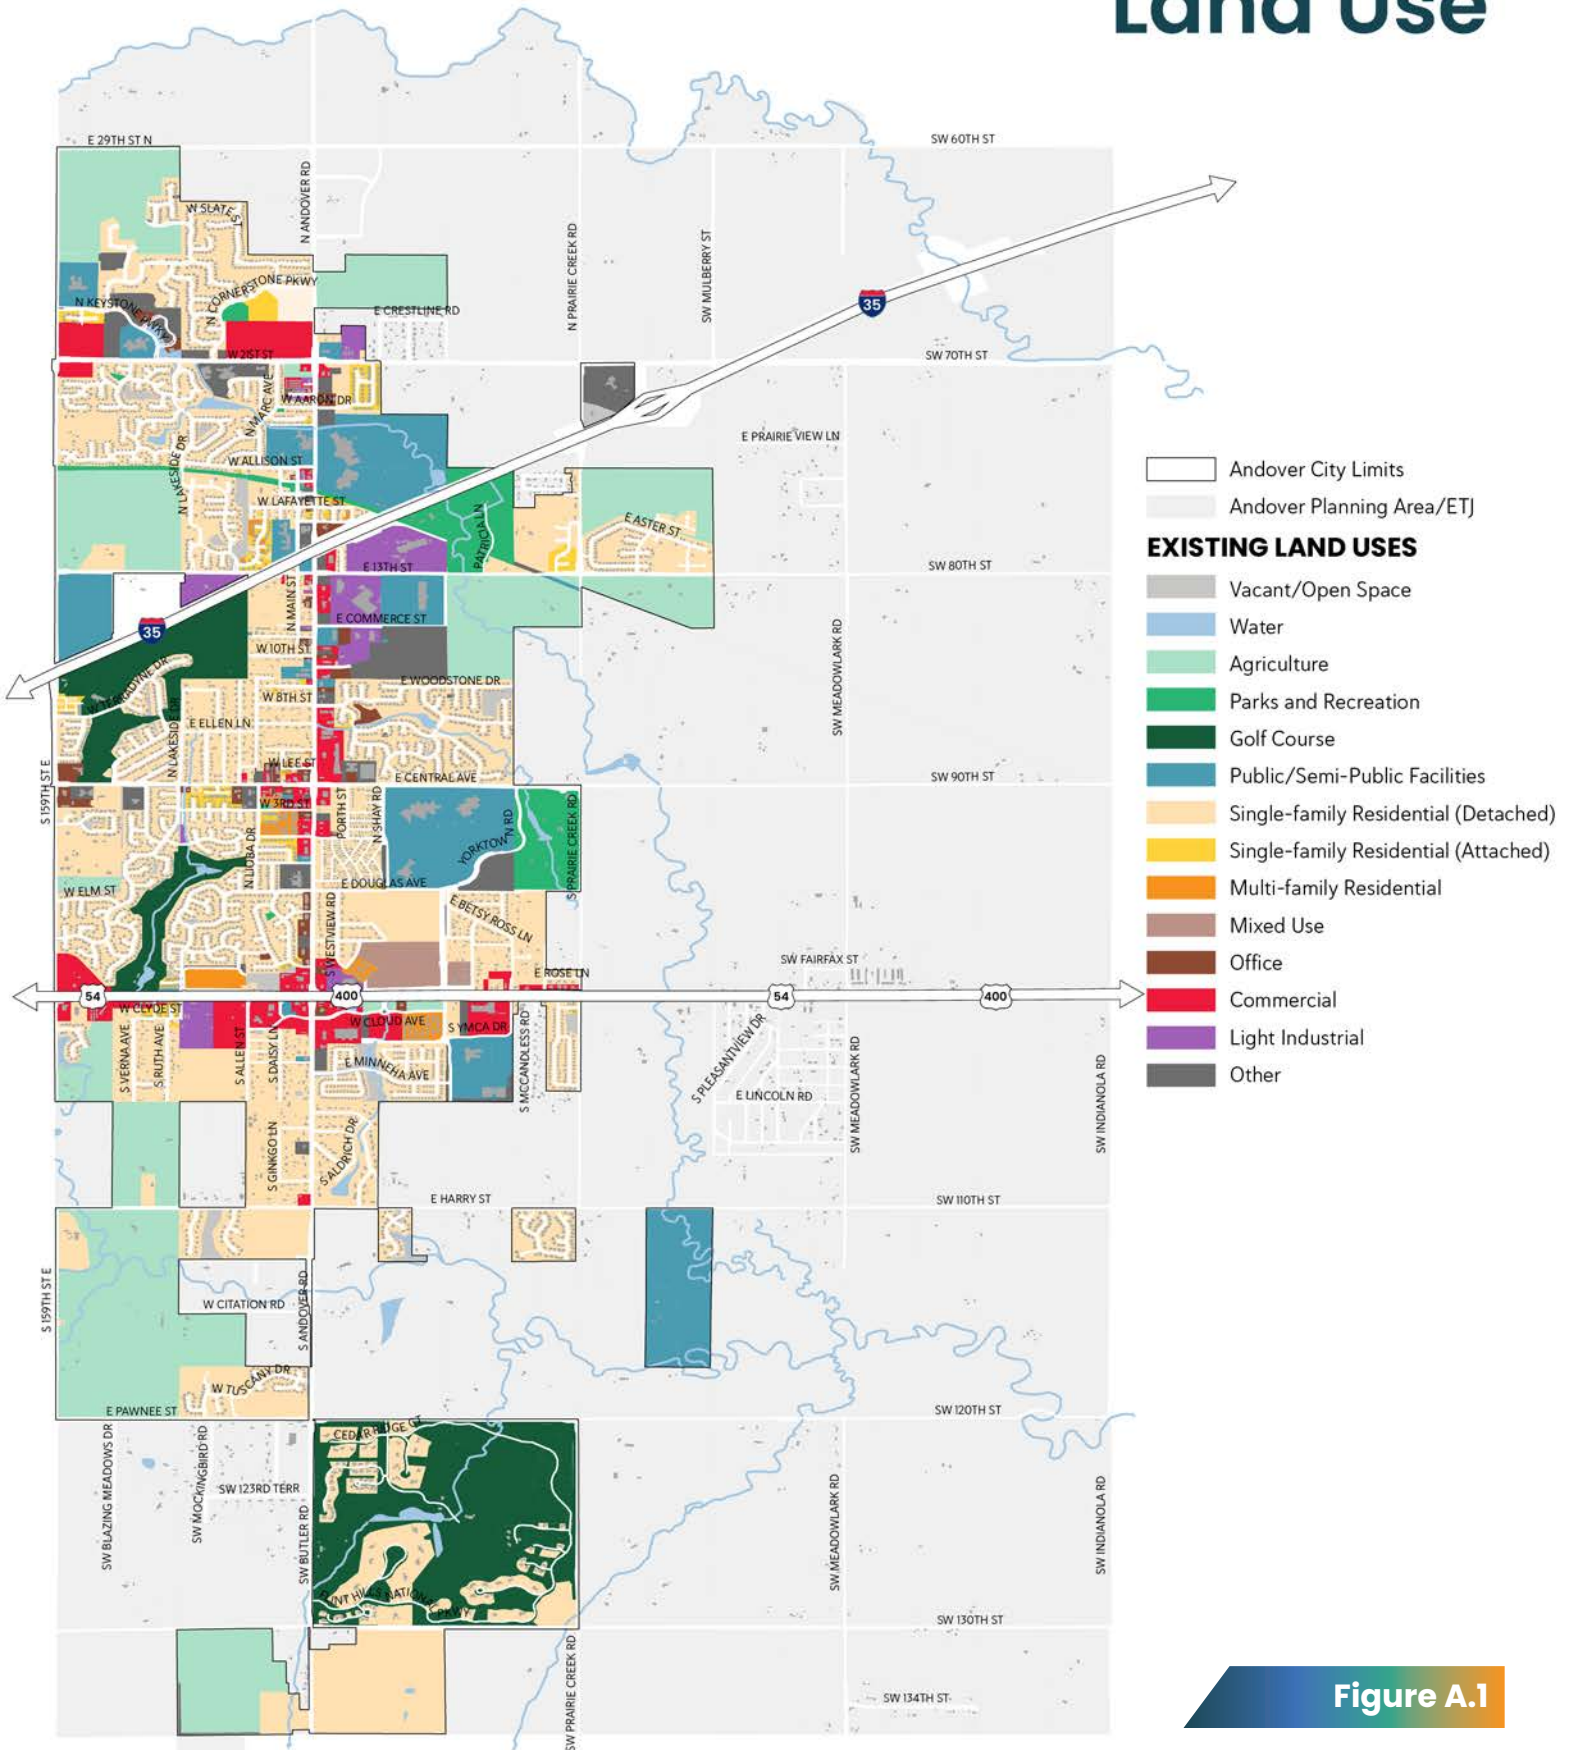 Land Use
E 29TH ST N
SW 60TH ST
N ANDOVER RD
W SLATE ST
N PRAIRIE CREEK RD
SW MULBERRY ST
N CORNERSTONE PKWY
N KEYSTONE PKWY
E CRESTLINE RD
35
W 21ST ST
SW 70TH ST
N MARC AVE
W AARON DR
E PRAIRIE VIEW LN
N LAKESIDE DR
W ALLISON ST
W LAFAYETTE ST
PATRICIA LN
E ASTER ST
E 13TH ST
SW 80TH ST
N MAIN ST
E COMMERCE ST
35
W 10TH ST
SW MEADOWLARK RD
W TERRADYNE DR
E WOODSTONE DR
W 8TH ST
N LAKESIDE DR
E ELLEN LN
W LEE ST
E CENTRAL AVE
SW 90TH ST
S 159TH ST E
W 3RD ST
PORTH ST
N SHAY RD
S PRAIRIE CREEK RD
YORKTOWN RD
N LIOBA DR
W ELM ST
E DOUGLAS AVE
S WESTVIEW RD
E BETSY ROSS LN
SW FAIRFAX ST
E ROSE LN
54
400
54
400
W CLYDE ST
W CLOUD AVE
S YMCA DR
S VERNA AVE
S RUTH AVE
S ALLEN ST
S DAISY LN
E MINNEHA AVE
S MCCANDLESS RD
S PLEASANTVIEW DR
E LINCOLN RD
SW MEADOWLARK RD
SW INDIANOLA RD
S GINKGO LN
S ALDRICH DR
E HARRY ST
SW 110TH ST
S 159TH ST E
W CITATION RD
S ANDOVER RD
W TUSCANY DR
E PAWNEE ST
SW 120TH ST
CEDAR RIDGE CT
SW BLAZING MEADOWS DR
SW MOCKINGBIRD RD
SW 123RD TERR
SW BUTLER RD
SW MEADOWLARK RD
SW INDIANOLA RD
FLINT HILLS NATIONAL PKWY
SW 130TH ST
SW PRAIRIE CREEK RD
SW 134TH ST
Andover City Limits
Andover Planning Area/ETJ
EXISTING LAND USES
Vacant/Open Space
Water
Agriculture
Parks and Recreation
Golf Course
Public/Semi-Public Facilities
Single-family Residential (Detached)
Single-family Residential (Attached)
Multi-family Residential
Mixed Use
Office
Commercial
Light Industrial
Other
Figure A.1